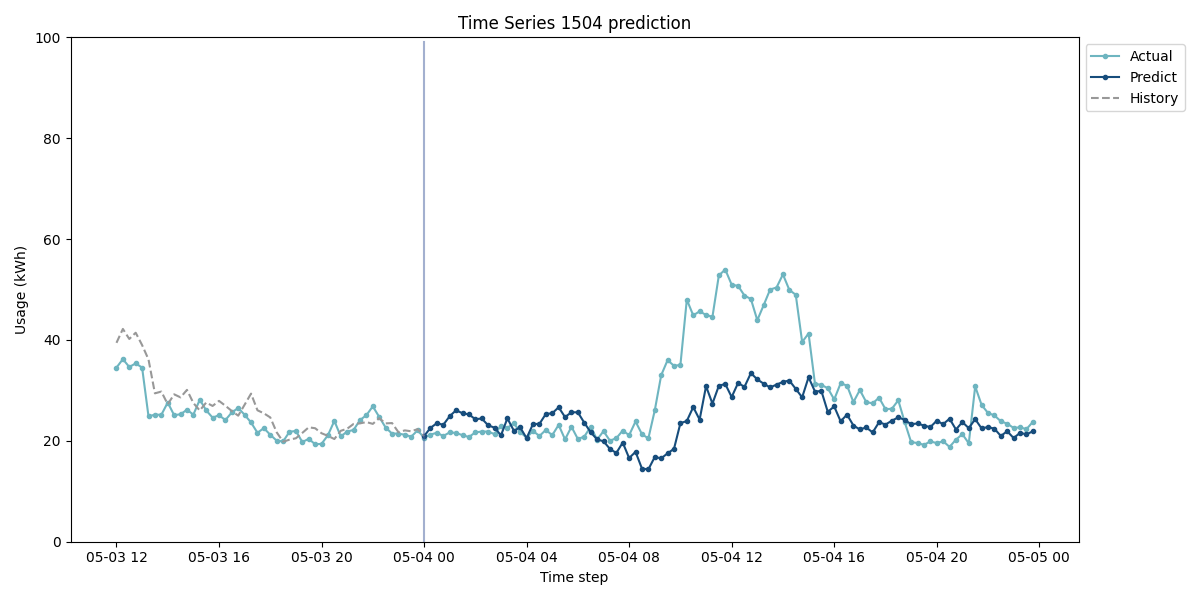 Time Series 1504 prediction
100
80
60
40
20
0
Usage (kWh)
05-03 12
05-03 16
05-03 20
05-04 00
05-04 04
05-04 08
05-04 12
05-04 16
05-04 20
05-05 00
Time step
Actual
Predict
History